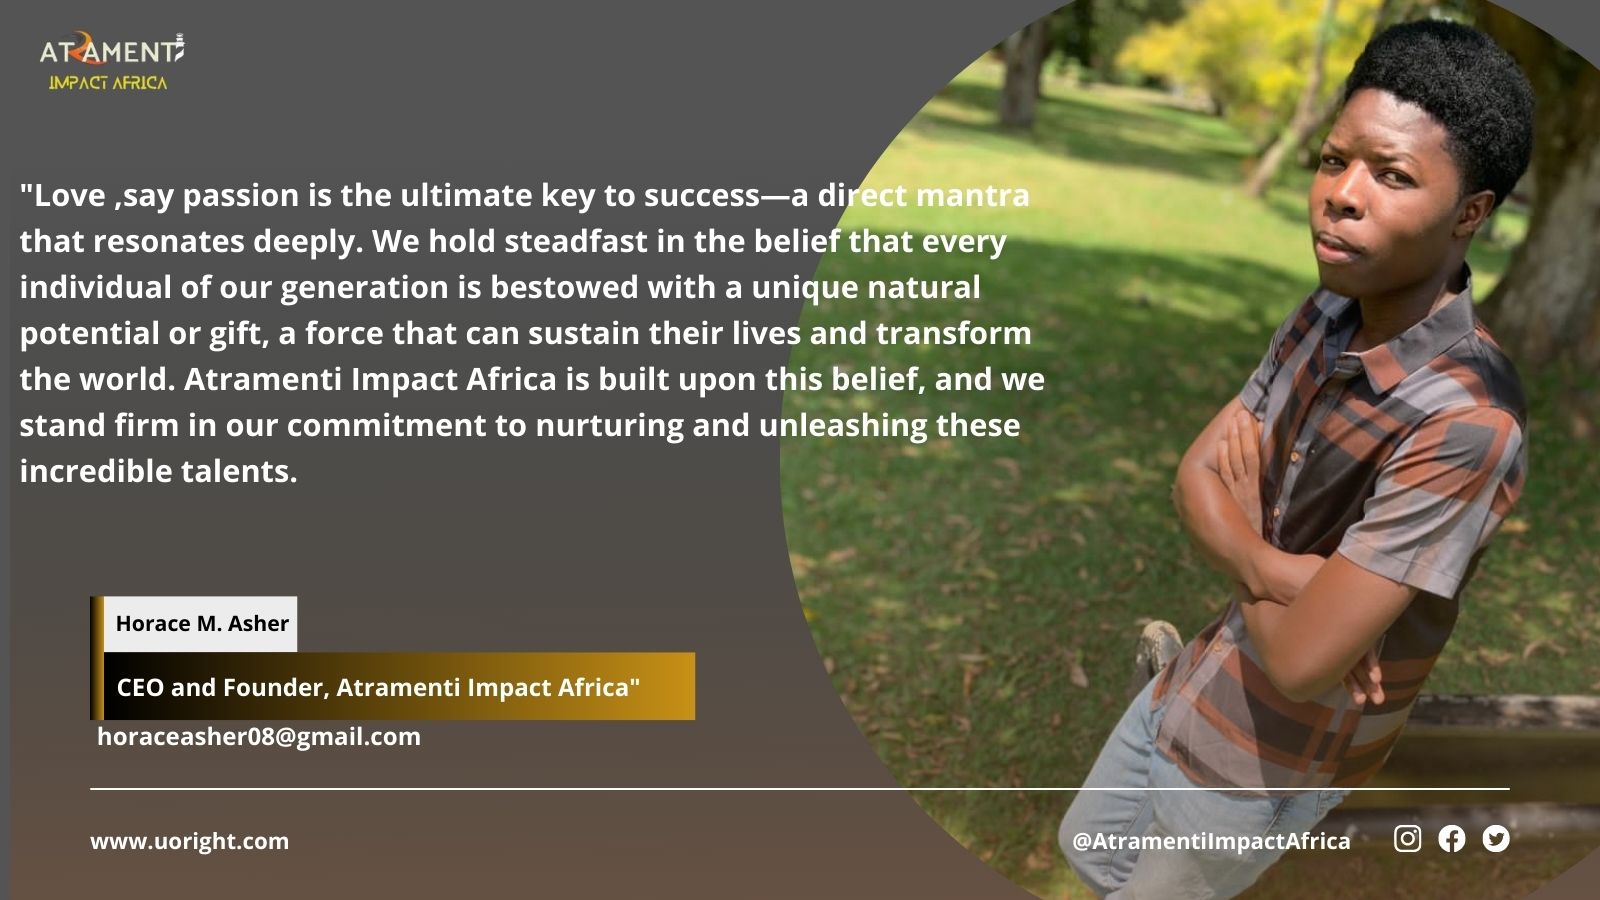 ATRAMENTI
IMPACT AFRICA
"Love ,say passion is the ultimate key to success—a direct mantra
that resonates deeply. We hold steadfast in the belief that every
individual of our generation is bestowed with a unique natural
potential or gift, a force that can sustain their lives and transform
the world. Atramenti Impact Africa is built upon this belief, and we
stand firm in our commitment to nurturing and unleashing these
incredible talents.
Horace M. Asher
CEO and Founder, Atramenti Impact Africa"
horaceasher08@gmail.com
www.uoright.com
@AtramentiImpactAfrica